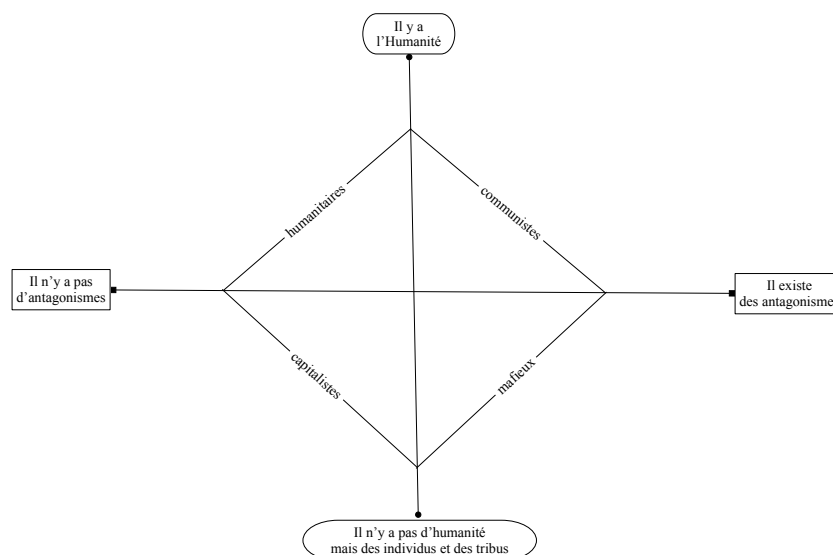 Il y a
l’Humanité
humanitaires
communistes
Il n’y a pas
d’antagonismes
Il existe
des antagonisme
capitalistes
mafieux
Il n’y a pas d’humanité
mais des individus et des tribus